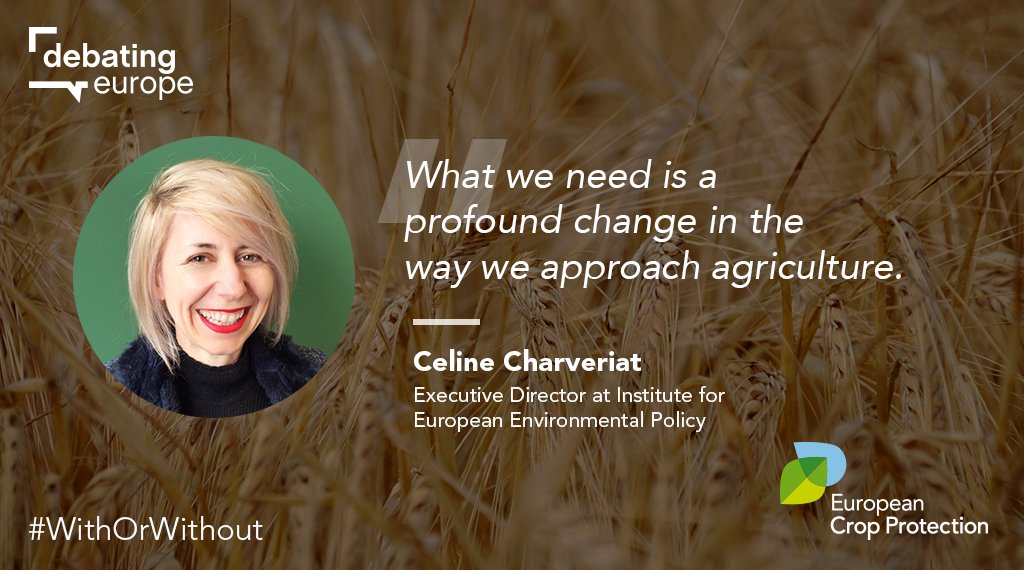 debating
europe
What we need is a
profound change in the
way we approach agriculture.
Celine Charveriat
Executive Director at Institute for
European Environmental Policy
European
Crop Protection
#WithOrWithout